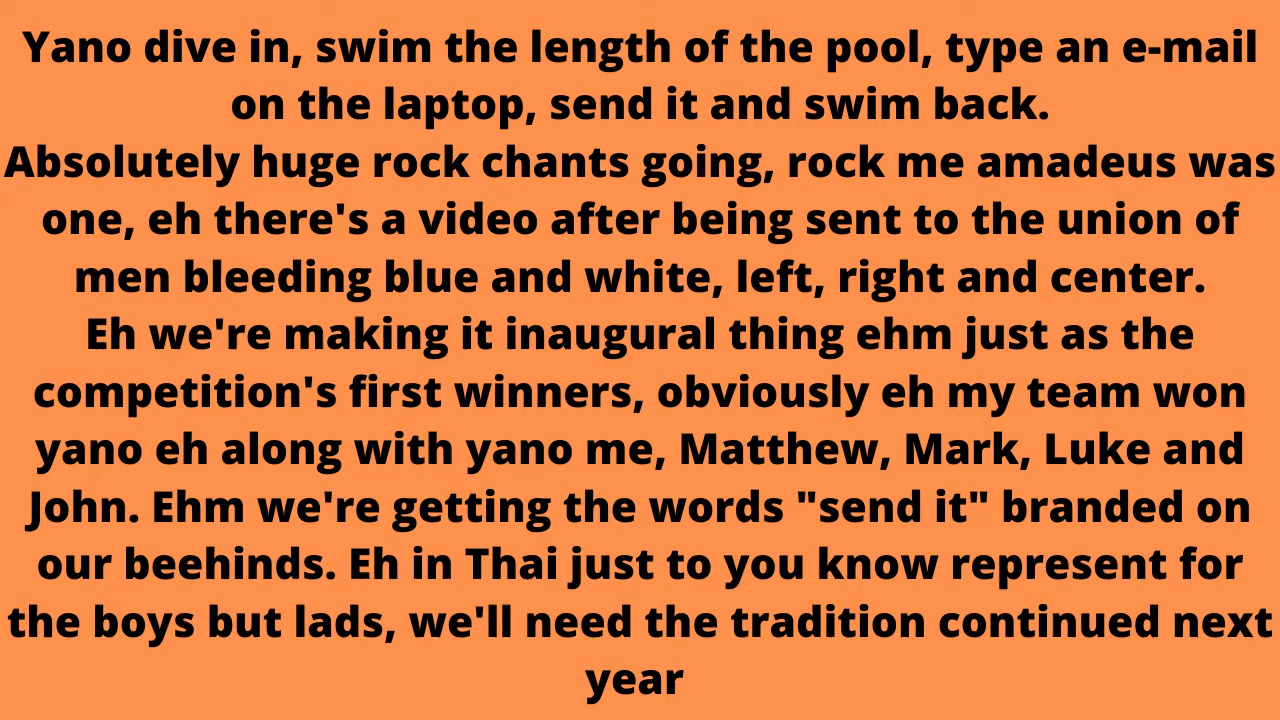 Yano dive in, swim the length of the pool, type an e-mail
on the laptop, send it and swim back.
Absolutely huge rock chants going, rock me amadeus was
one, eh there's a video after being sent to the union of
men bleeding blue and white, left, right and center.
Eh we're making it inaugural thing ehm just as the
competition's first winners, obviously eh my team won
yano eh along with yano me, Matthew, Mark, Luke and
John. Ehm we're getting the words "send it" branded on
our beehinds. Eh in Thai just to you know represent for
the boys but lads, we'll need the tradition continued next
year